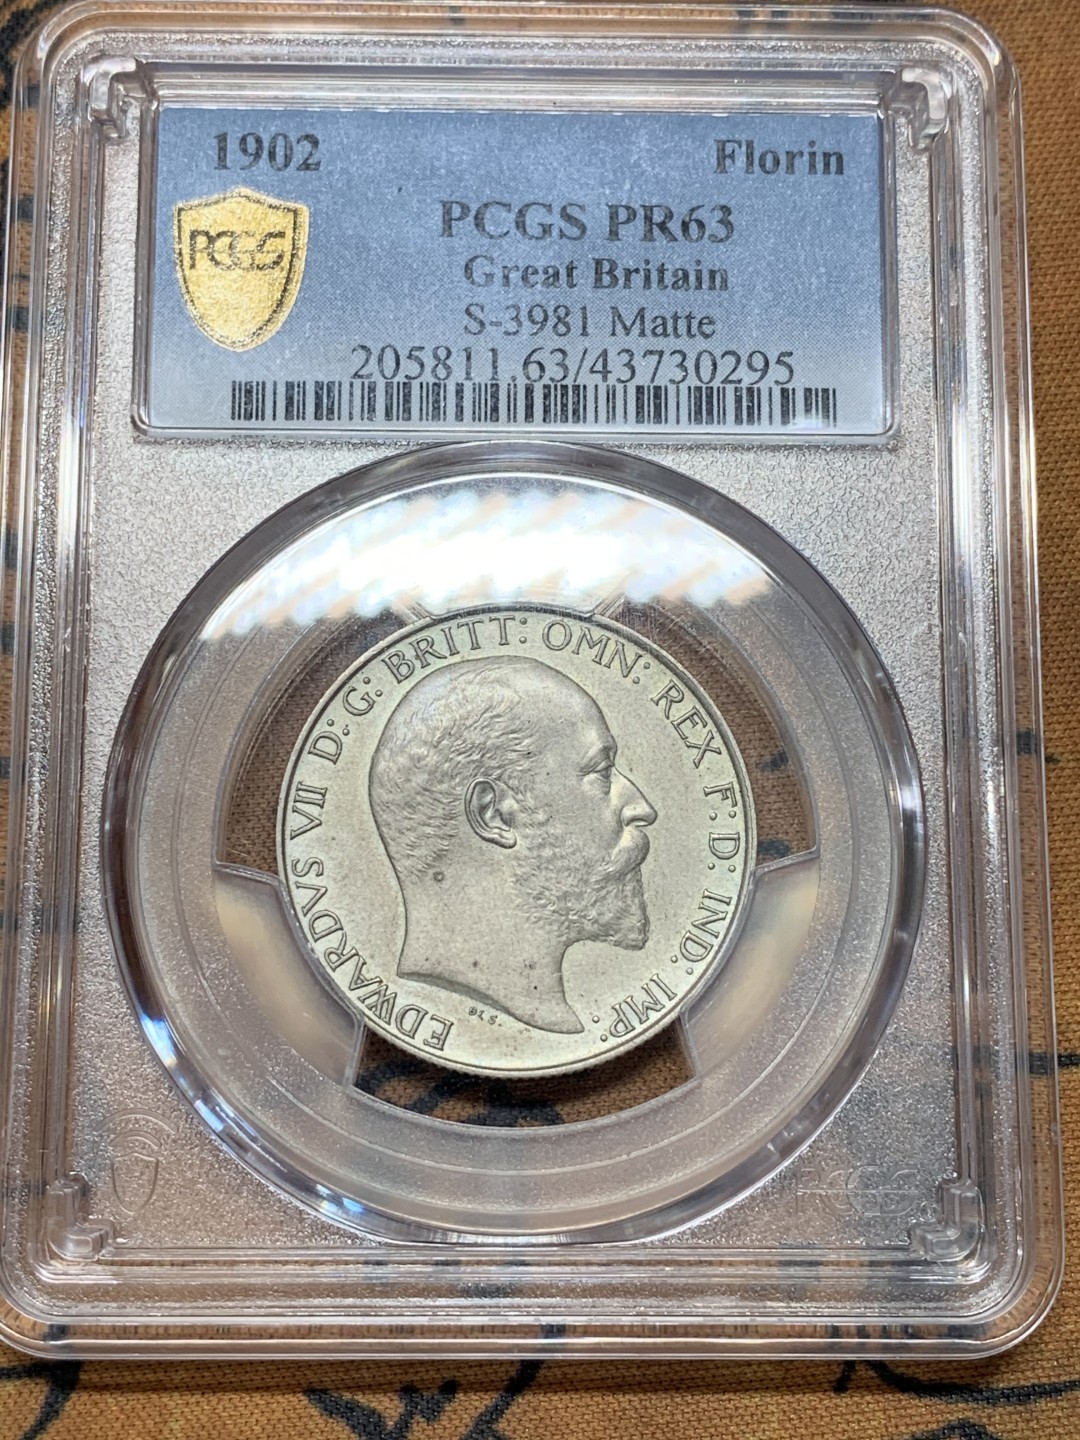 1902 Florin
PCGS PR63
PCGS
Great Britain
S-3981 Matte
205811.63/43730295
EDWARDVS VII D: G: BRITT: OMN: REX F: D: IND: IMP: